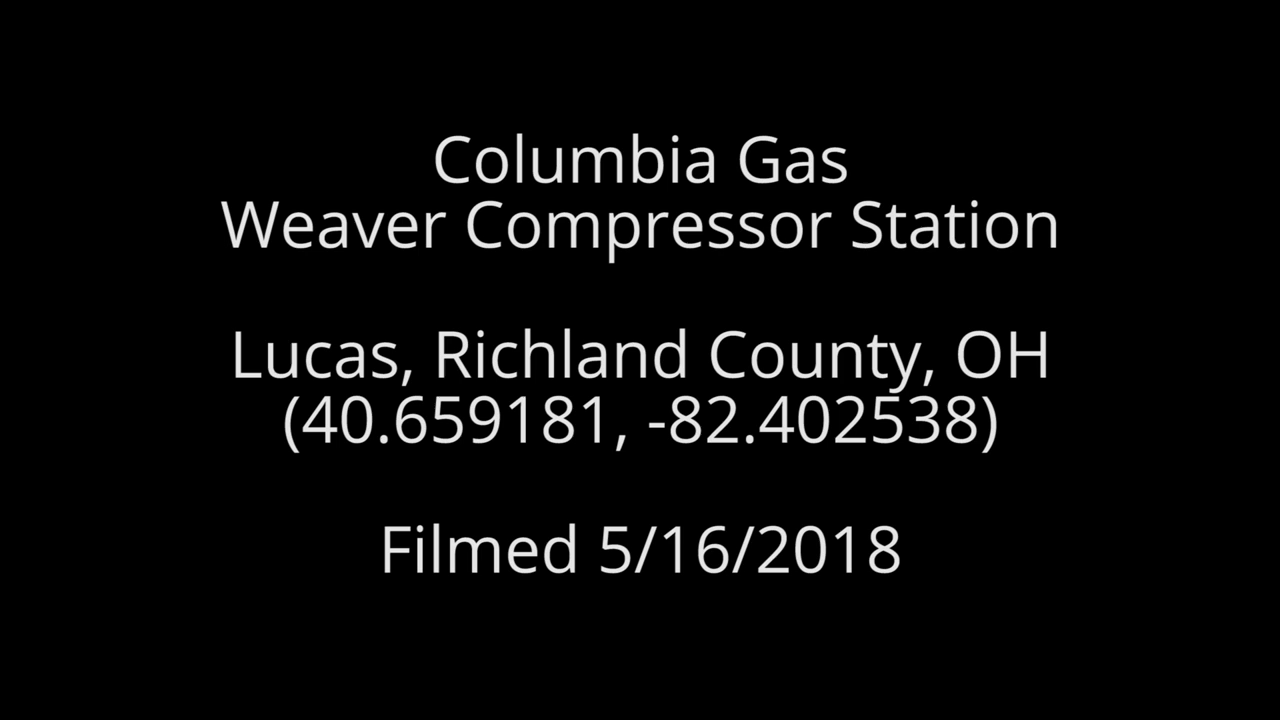 Columbia Gas
Weaver Compressor Station
Lucas, Richland County, OH
(40.659181, -82.402538)
Filmed 5/16/2018